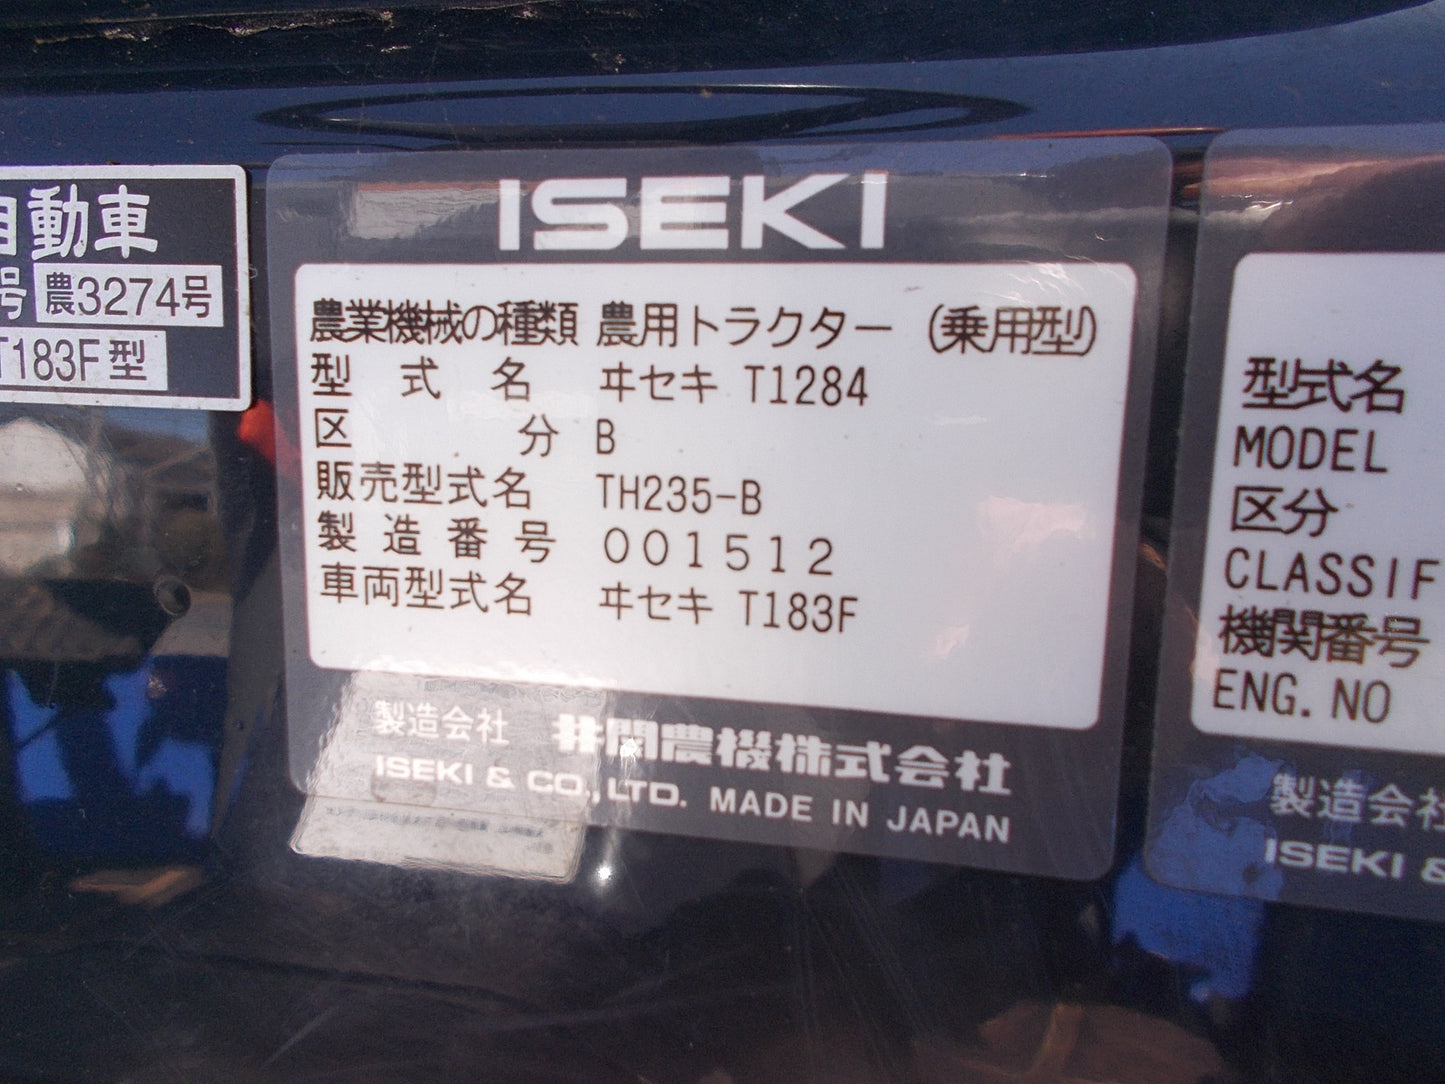 自動車
号 農3274号
T183F 型
ISEKI
農業機械の種類 農用トラクター (乗用型)
型式名 ヰセキ T1284
区分 B
販売型式名 TH235-B
製造番号 001512
車両型式名 ヰセキ T183F
製造会社 井関農機株式会社
ISEKI & CO.,LTD. MADE IN JAPAN
型式名
MODEL
区分
CLASSIF
機関番号
ENG. NO
製造会社
ISEKI &